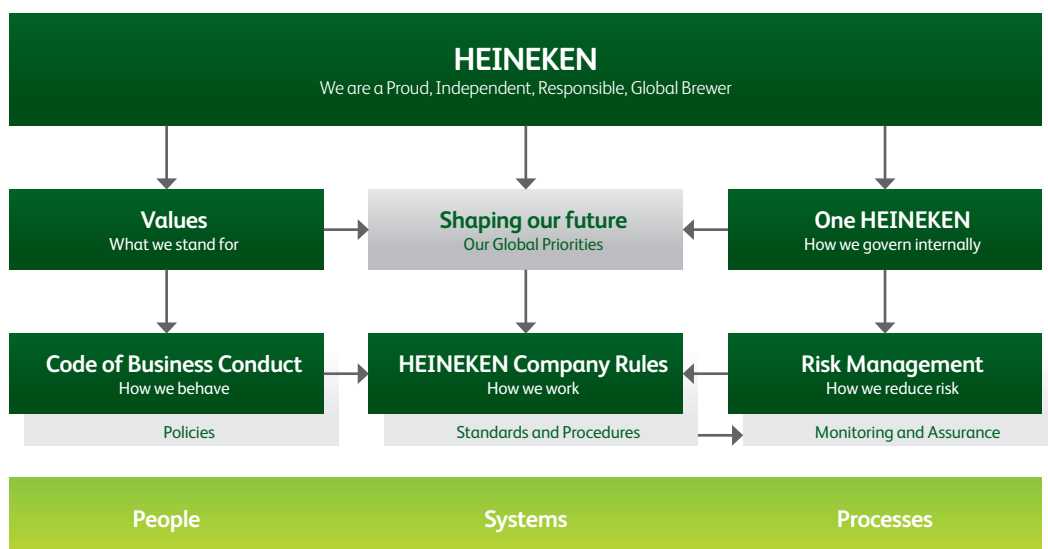 HEINEKEN
We are a Proud, Independent, Responsible, Global Brewer
Values
What we stand for
Shaping our future
Our Global Priorities
One HEINEKEN
How we govern internally
Code of Business Conduct
How we behave
Policies
HEINEKEN Company Rules
How we work
Standards and Procedures
Risk Management
How we reduce risk
Monitoring and Assurance
People
Systems
Processes